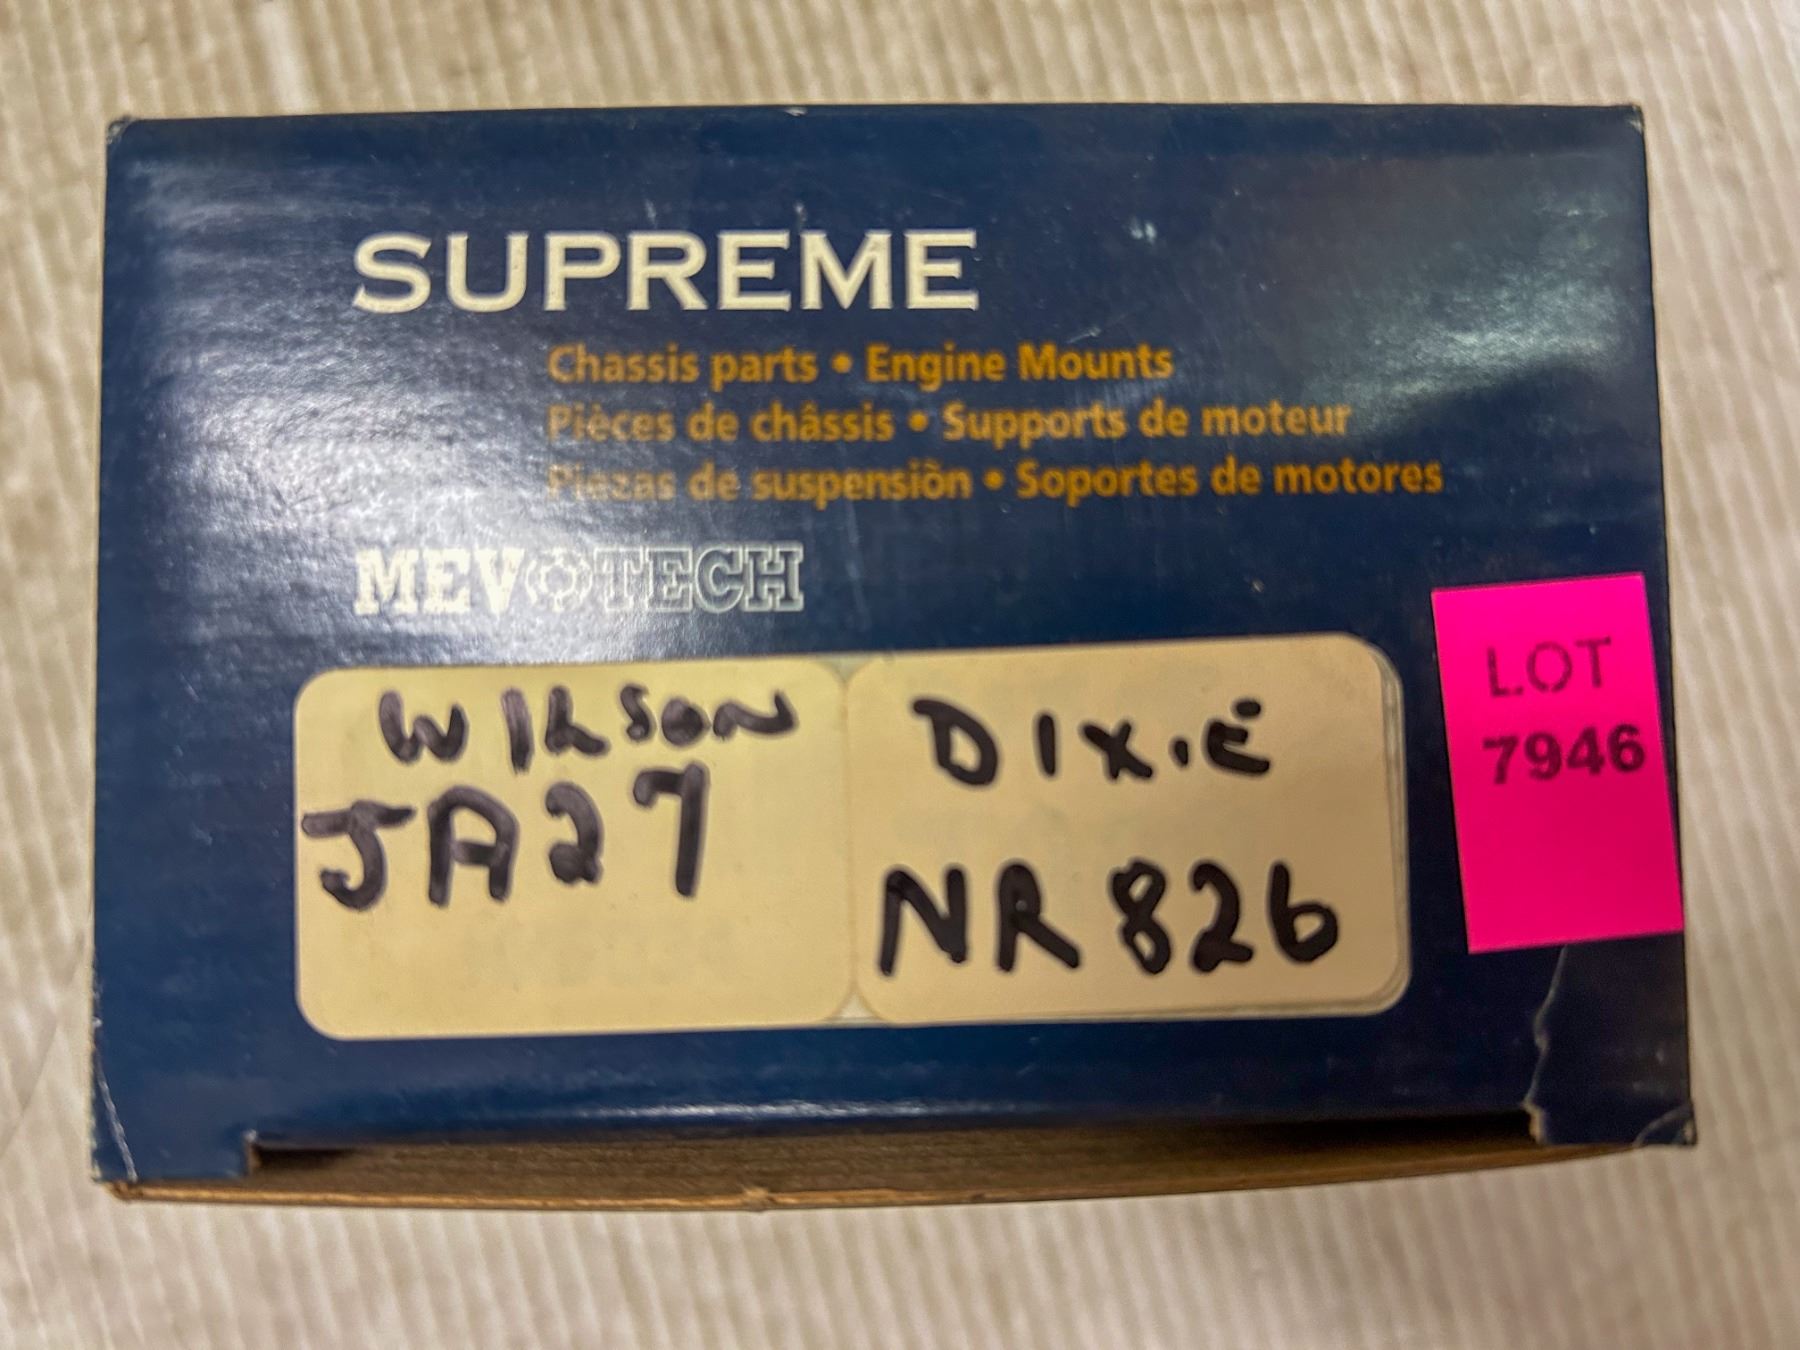 SUPREME
Chassis parts • Engine Mounts
Pièces de châssis • Supports de moteur
Piezas de suspensiõn • Soportes de motores
MEVOTECH
WILSON
JA27
DIXIE
NR826
LOT
7946